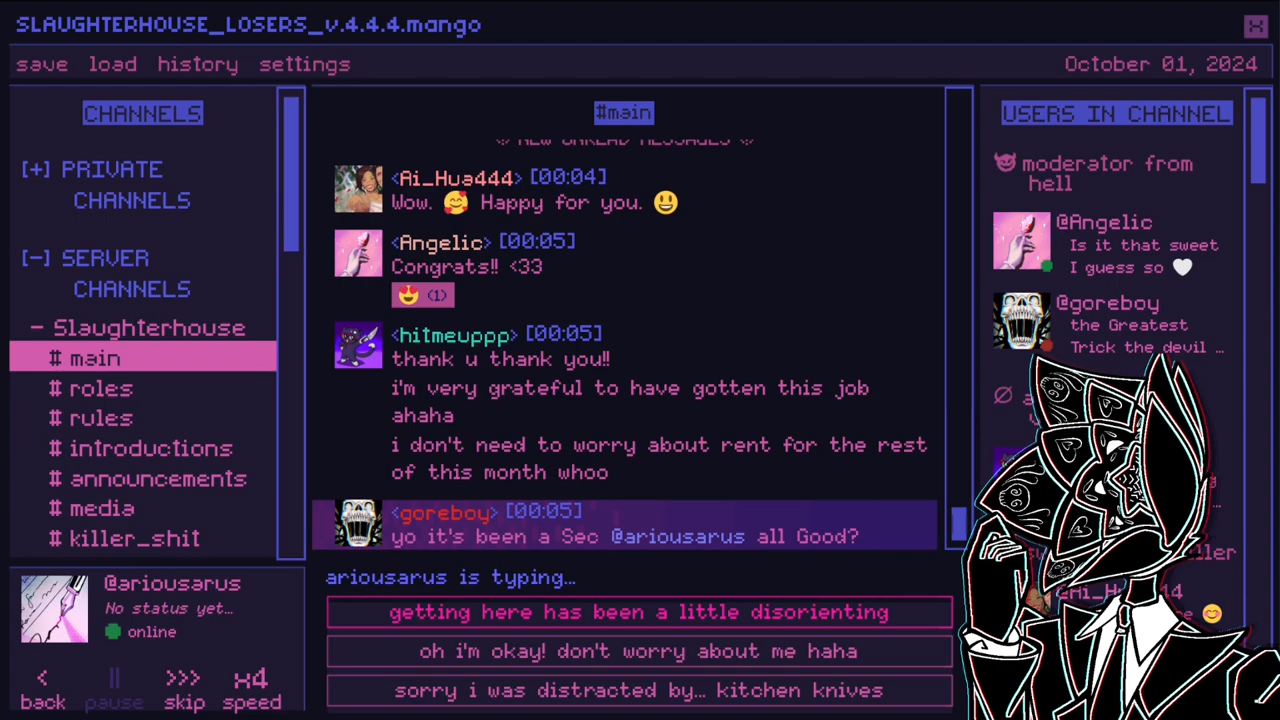 SLAUGHTERHOUSE_LOSERS_v.4.4.4.mango
X
save load history settings
October 01, 2024
CHANNELS
[+] PRIVATE
CHANNELS
[-] SERVER
CHANNELS
- Slaughterhouse
# main
# roles
# rules
# introductions
# announcements
# media
# killer_shit
@ariousarus
No status yet...
online
< back
|| pause
>>> skip
x4 speed
#main
NEW UNREAD MESSAGES
<Ai_Hua444> [00:04]
Wow. 🥰 Happy for you. 😃
<Angelic> [00:05]
Congrats!! <33
😍 (1)
<hitmeuppp> [00:05]
thank u thank you!!
i'm very grateful to have gotten this job
ahaha
i don't need to worry about rent for the rest
of this month whoo
<goreboy> [00:05]
yo it's been a Sec @ariousarus all Good?
ariousarus is typing...
getting here has been a little disorienting
oh i'm okay! don't worry about me haha
sorry i was distracted by... kitchen knives
USERS IN CHANNEL
😈 moderator from
hell
@Angelic
Is it that sweet
I guess so 🤍
@goreboy
the Greatest
Trick the devil ...